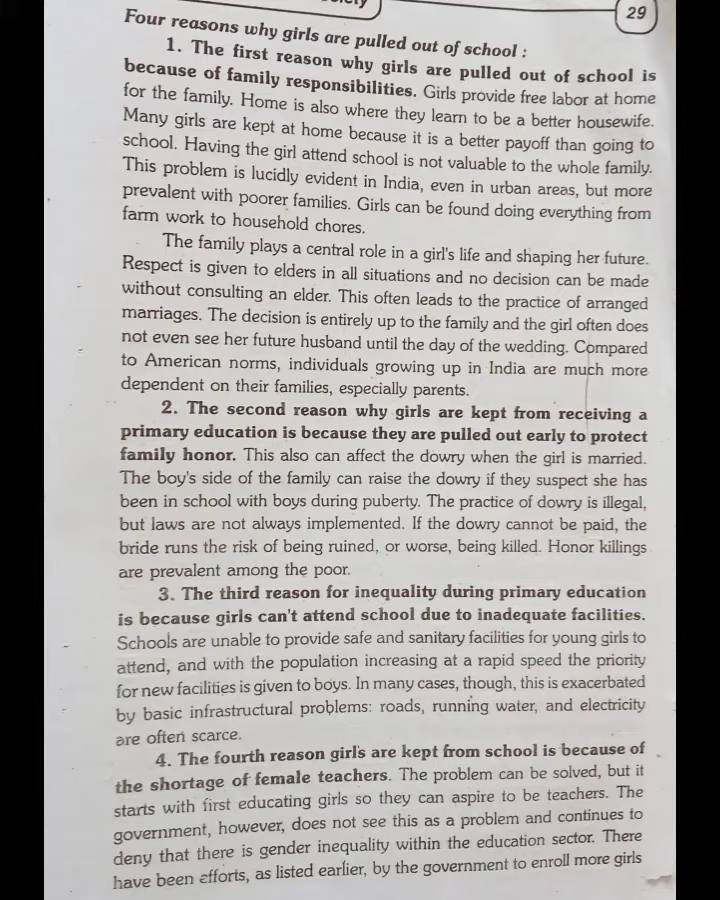 29
Four reasons why girls are pulled out of school :
1. The first reason why girls are pulled out of school is
because of family responsibilities. Girls provide free labor at home
for the family. Home is also where they learn to be a better housewife.
Many girls are kept at home because it is a better payoff than going to
school. Having the girl attend school is not valuable to the whole family.
This problem is lucidly evident in India, even in urban areas, but more
prevalent with poorer families. Girls can be found doing everything from
farm work to household chores.
The family plays a central role in a girl's life and shaping her future.
Respect is given to elders in all situations and no decision can be made
without consulting an elder. This often leads to the practice of arranged
marriages. The decision is entirely up to the family and the girl often does
not even see her future husband until the day of the wedding. Compared
to American norms, individuals growing up in India are much more
dependent on their families, especially parents.
2. The second reason why girls are kept from receiving a
primary education is because they are pulled out early to protect
family honor. This also can affect the dowry when the girl is married.
The boy's side of the family can raise the dowry if they suspect she has
been in school with boys during puberty. The practice of dowry is illegal,
but laws are not always implemented. If the dowry cannot be paid, the
bride runs the risk of being ruined, or worse, being killed. Honor killings
are prevalent among the poor.
3. The third reason for inequality during primary education
is because girls can't attend school due to inadequate facilities.
Schools are unable to provide safe and sanitary facilities for young girls to
attend, and with the population increasing at a rapid speed the priority
for new facilities is given to boys. In many cases, though, this is exacerbated
by basic infrastructural problems: roads, running water, and electricity
are often scarce.
4. The fourth reason girls are kept from school is because of
the shortage of female teachers. The problem can be solved, but it
starts with first educating girls so they can aspire to be teachers. The
government, however, does not see this as a problem and continues to
deny that there is gender inequality within the education sector. There
have been efforts, as listed earlier, by the government to enroll more girls